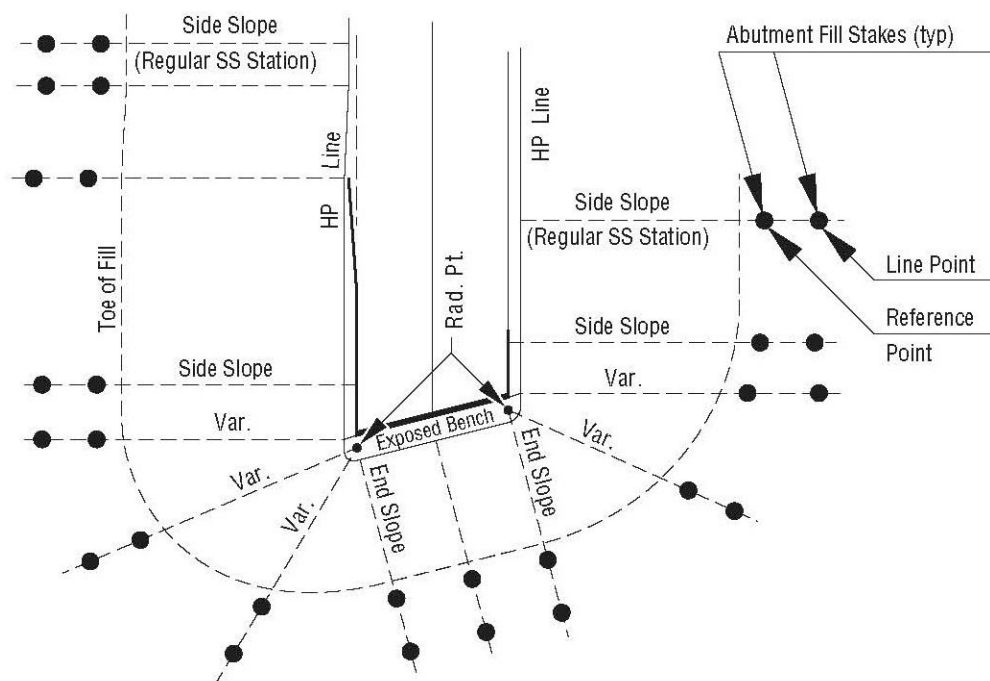 Side Slope
(Regular SS Station)
Abutment Fill Stakes (typ)
HP Line
HP Line
Side Slope
(Regular SS Station)
Line Point
Reference
Point
Toe of Fill
Rad. Pt.
Side Slope
Side Slope
Var.
Var.
Exposed Bench
Var.
Var.
Var.
End Slope
End Slope